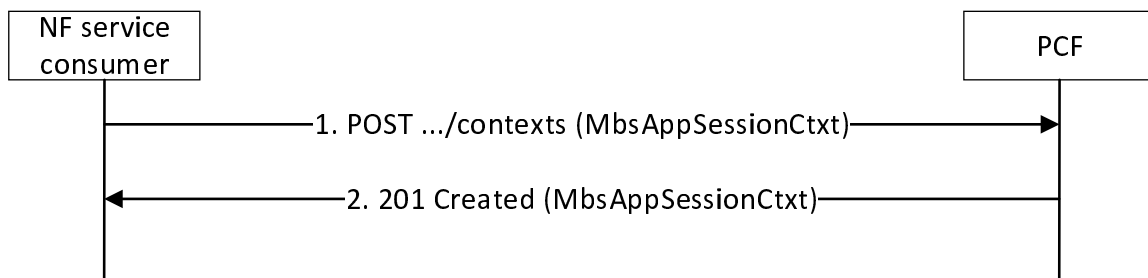 NF service
consumer
PCF
1. POST .../contexts (MbsAppSessionCtxt)
2. 201 Created (MbsAppSessionCtxt)